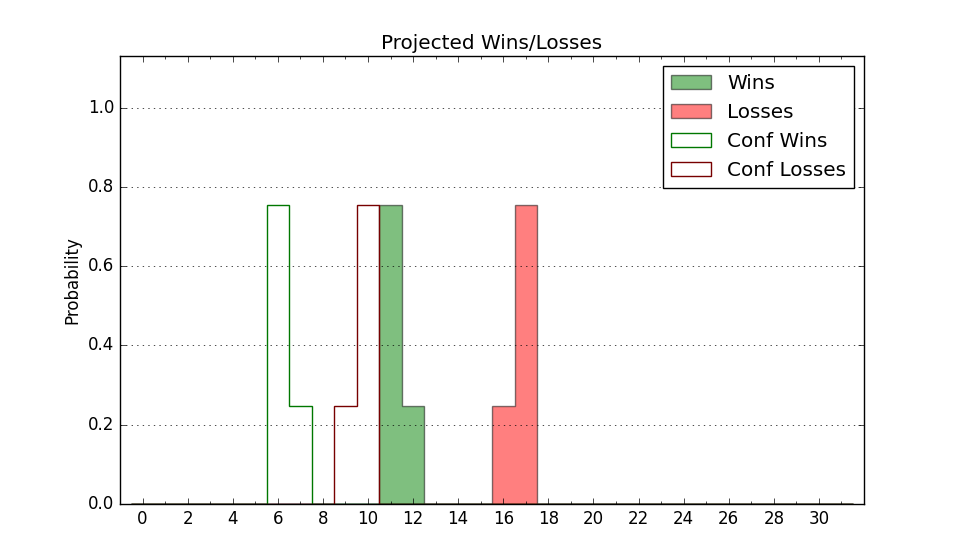 Projected Wins/Losses
Wins
Losses
Conf Wins
Conf Losses
Probability
1.0
0.8
0.6
0.4
0.2
0.0
0 2 4 6 8 10 12 14 16 18 20 22 24 26 28 30